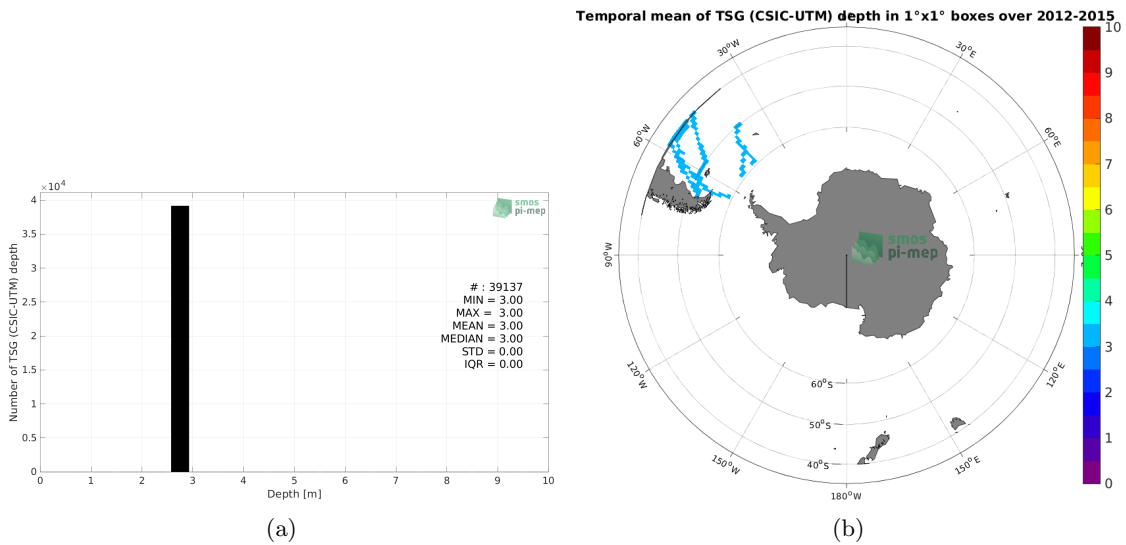 Temporal mean of TSG (CSIC-UTM) depth in 1°x1° boxes over 2012-2015
×10⁴
4
3.5
3
2.5
2
1.5
1
0.5
0
Number of TSG (CSIC-UTM) depth
smos
pi-mep
# : 39137
MIN = 3.00
MAX = 3.00
MEAN = 3.00
MEDIAN = 3.00
STD = 0.00
IQR = 0.00
0 1 2 3 4 5 6 7 8 9 10
Depth [m]
(a)
30°W
30°E
60°W
60°E
90°W
smos
pi-mep
120°W
120°E
60°S
50°S
40°S
150°W
150°E
180°W
10
9
8
7
6
5
4
3
2
1
0
(b)